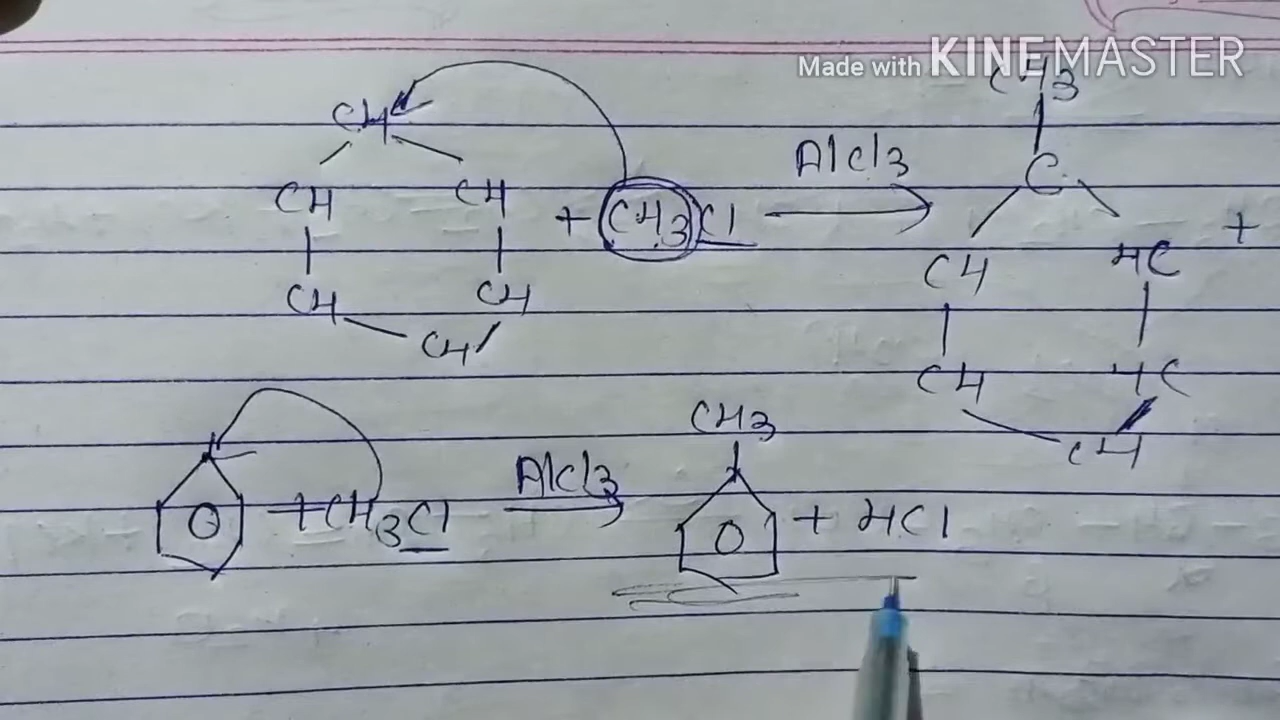 Made with KINEMASTER
CH3
CH
AlCl3
C
CH CH + CH3Cl
+
CH HC
CH CH
CH
CH HC
CH3
CH
AlCl3
+ CH3Cl
+ HCl